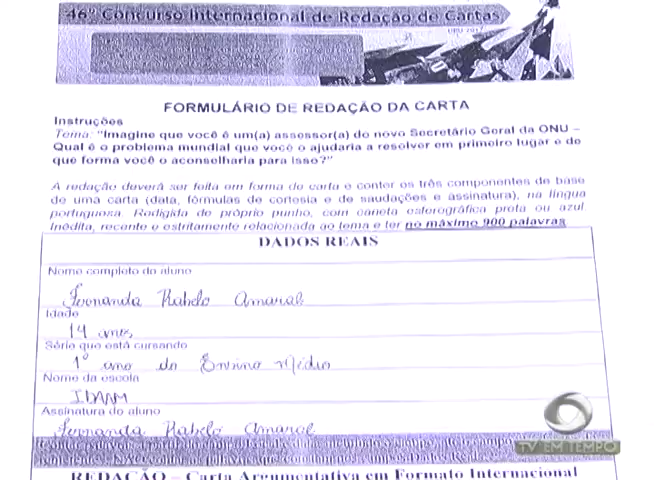 46º Concurso Internacional de Redação de Cartas
UPU 2017
FORMULÁRIO DE REDAÇÃO DA CARTA
Instruções
Tema: "Imagine que você é um(a) assessor(a) do novo Secretário Geral da ONU –
Qual é o problema mundial que você o ajudaria a resolver em primeiro lugar e de
que forma você o aconselharia para isso?"
A redação deverá ser feita em forma de carta e conter os três componentes de base
de uma carta (data, fórmulas de cortesia e de saudações e assinatura), na língua
portuguesa. Redigida de próprio punho, com caneta esferográfica preta ou azul.
Inédita, recente e estritamente relacionada ao tema e ter no máximo 900 palavras
DADOS REAIS
Nome completo do aluno
Fernanda Rabelo Amaral
Idade
14 anos
Série que está cursando
1º ano do Ensino Médio
Nome da escola
IDAAM
Assinatura do aluno
Fernanda Rabelo Amaral
TV EM TEMPO
REDAÇÃO – Carta Argumentativa em Formato Internacional